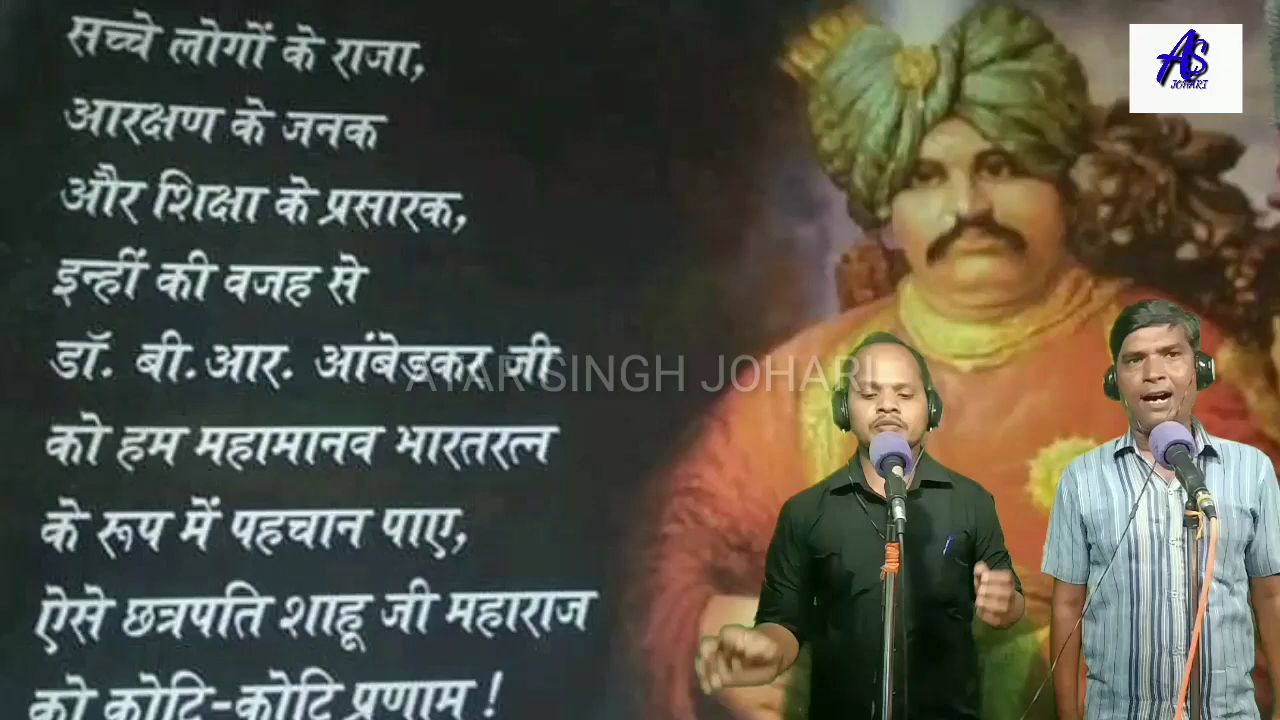 सच्चे लोगों के राजा,
आरक्षण के जनक
और शिक्षा के प्रसारक,
इन्हीं की वजह से
डॉ. बी.आर. आंबेडकर जी
को हम महामानव भारतरत्न
के रूप में पहचान पाए,
ऐसे छत्रपति शाहू जी महाराज
को कोटि-कोटि प्रणाम !
ATAR SINGH JOHARI
AS
JOHARI